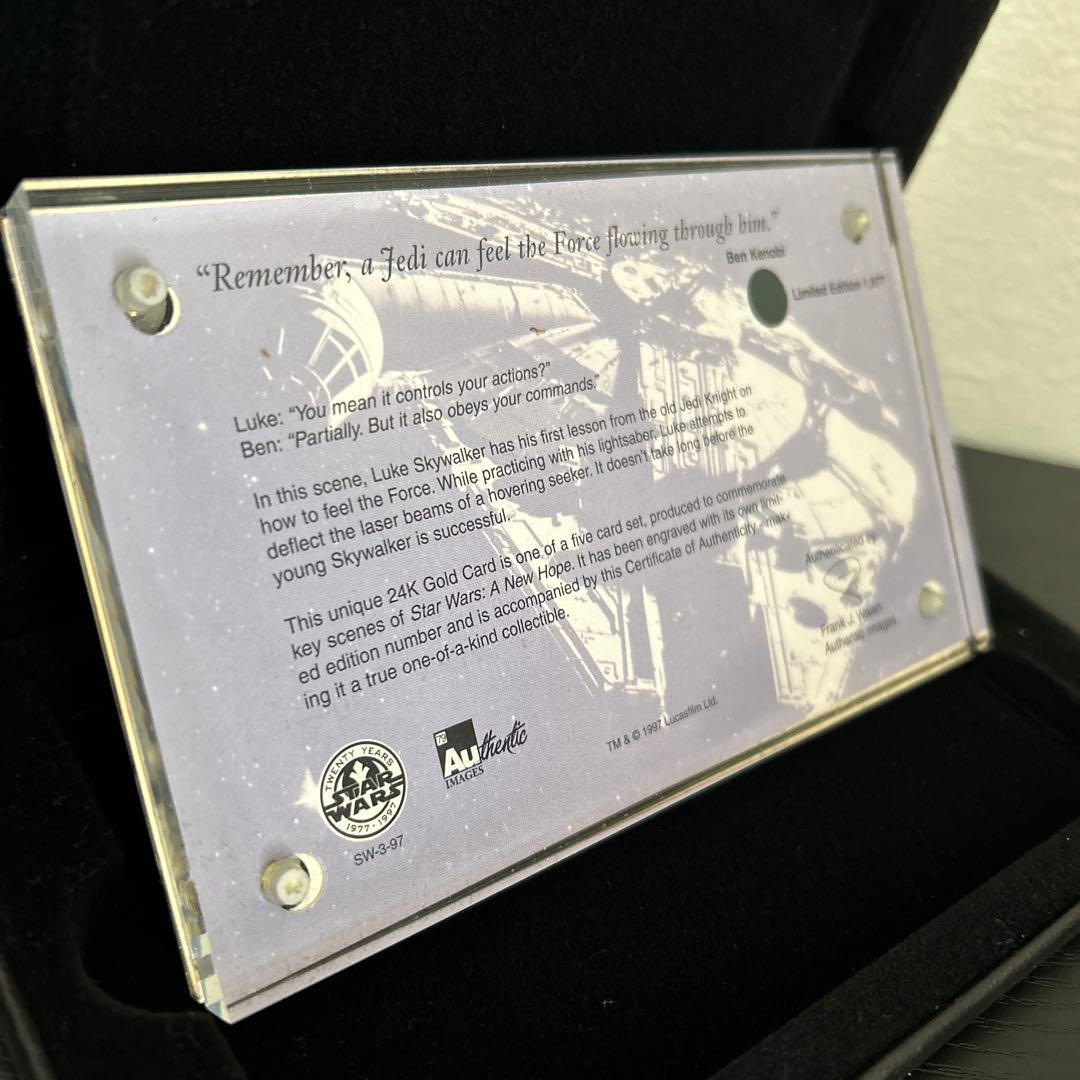 “Remember, a Jedi can feel the Force flowing through him.”
Ben Kenobi
Limited Edition 1,977
Luke: “You mean it controls your actions?”
Ben: “Partially. But it also obeys your commands.”
In this scene, Luke Skywalker has his first lesson from the old Jedi Knight on
how to feel the Force. While practicing with his lightsaber, Luke attempts to
deflect the laser beams of a hovering seeker. It doesn’t take long before the
young Skywalker is successful.
This unique 24K Gold Card is one of a five card set, produced to commemorate
key scenes of Star Wars: A New Hope. It has been engraved with its own limit-
ed edition number and is accompanied by this Certificate of Authenticity - mak-
ing it a true one-of-a-kind collectible.
Authenticated by
Frank J. Walsh
Authentic Images
TWENTY YEARS
STAR
WARS
1977-1997
SW-3-97
79
Authentic
IMAGES
TM & © 1997 Lucasfilm Ltd.